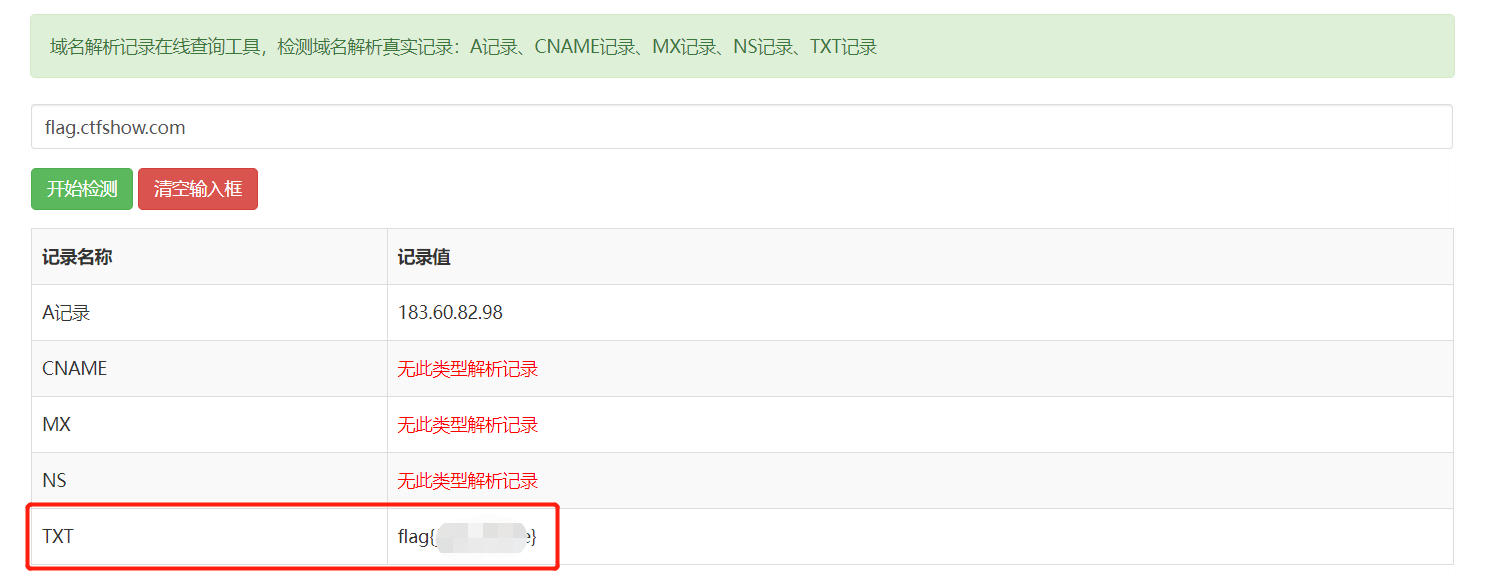 域名解析记录在线查询工具，检测域名解析真实记录：A记录、CNAME记录、MX记录、NS记录、TXT记录
flag.ctfshow.com
开始检测 清空输入框
记录名称 记录值
A记录 183.60.82.98
CNAME 无此类型解析记录
MX 无此类型解析记录
NS 无此类型解析记录
TXT flag{